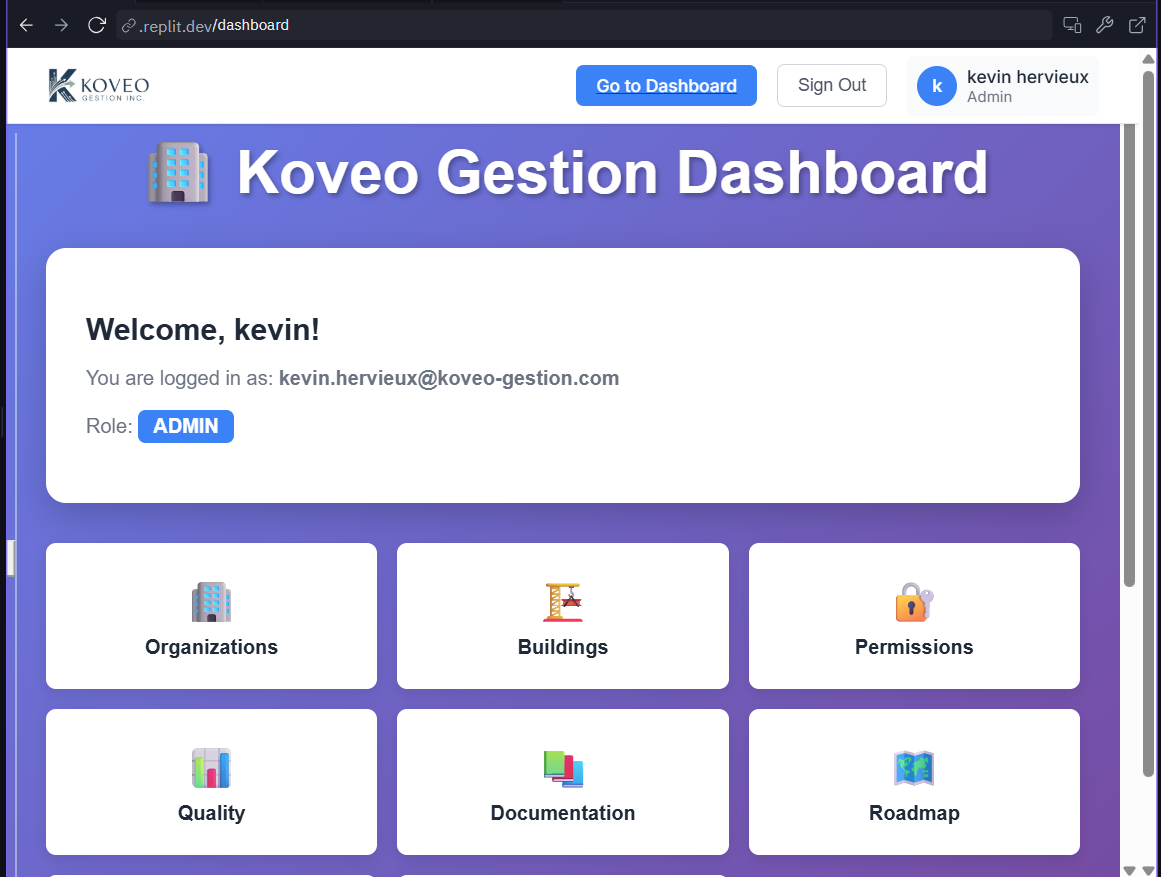 .replit.dev/dashboard
KOVEO
GESTION INC.
Go to Dashboard
Sign Out
k
kevin hervieux
Admin
Koveo Gestion Dashboard
Welcome, kevin!
You are logged in as: kevin.hervieux@koveo-gestion.com
Role: ADMIN
Organizations
Buildings
Permissions
Quality
Documentation
Roadmap